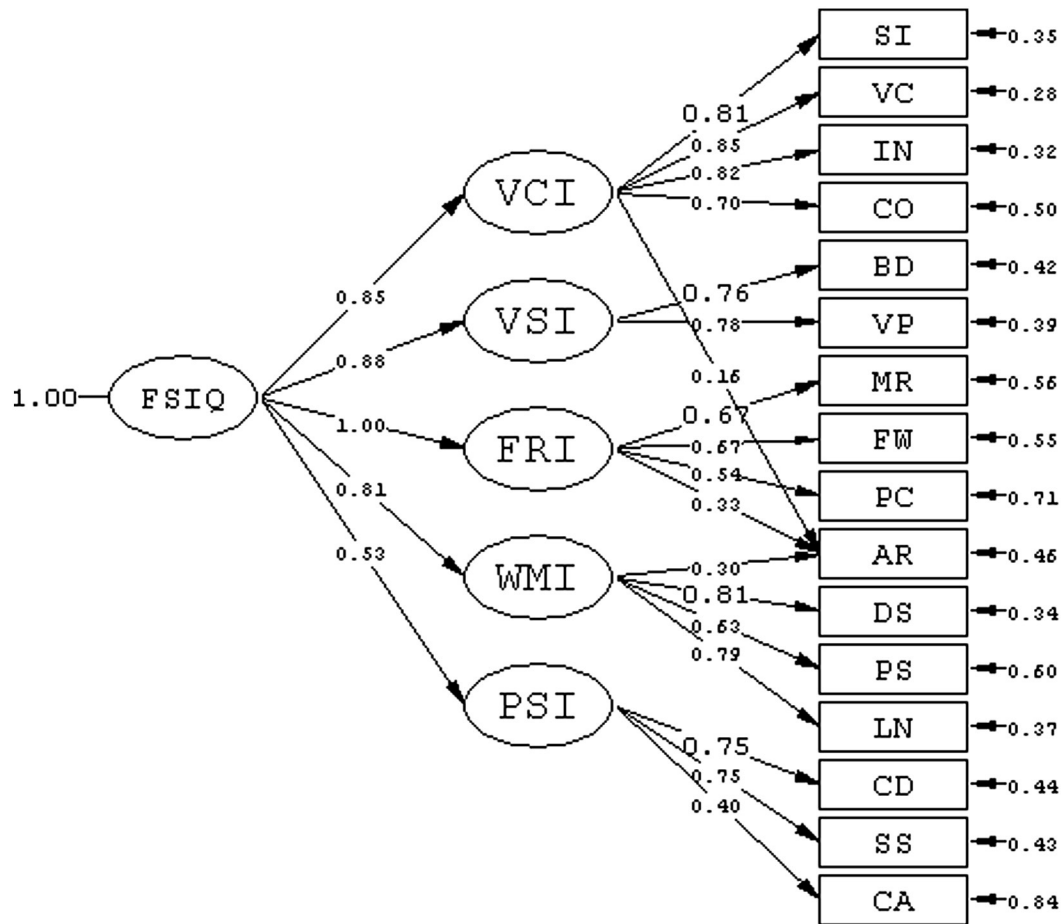 SI
0.35
VC
0.28
0.81
0.85
IN
0.32
0.82
VCI
0.70
CO
0.50
BD
0.42
0.85
0.76
VSI
0.78
VP
0.39
0.88
0.16
MR
0.56
1.00
FSIQ
0.67
1.00
FRI
0.67
FW
0.55
0.54
PC
0.71
0.81
0.33
0.53
AR
0.46
0.30
WMI
0.81
DS
0.34
0.63
0.79
PS
0.60
PSI
LN
0.37
0.75
0.75
CD
0.44
0.40
SS
0.43
CA
0.84